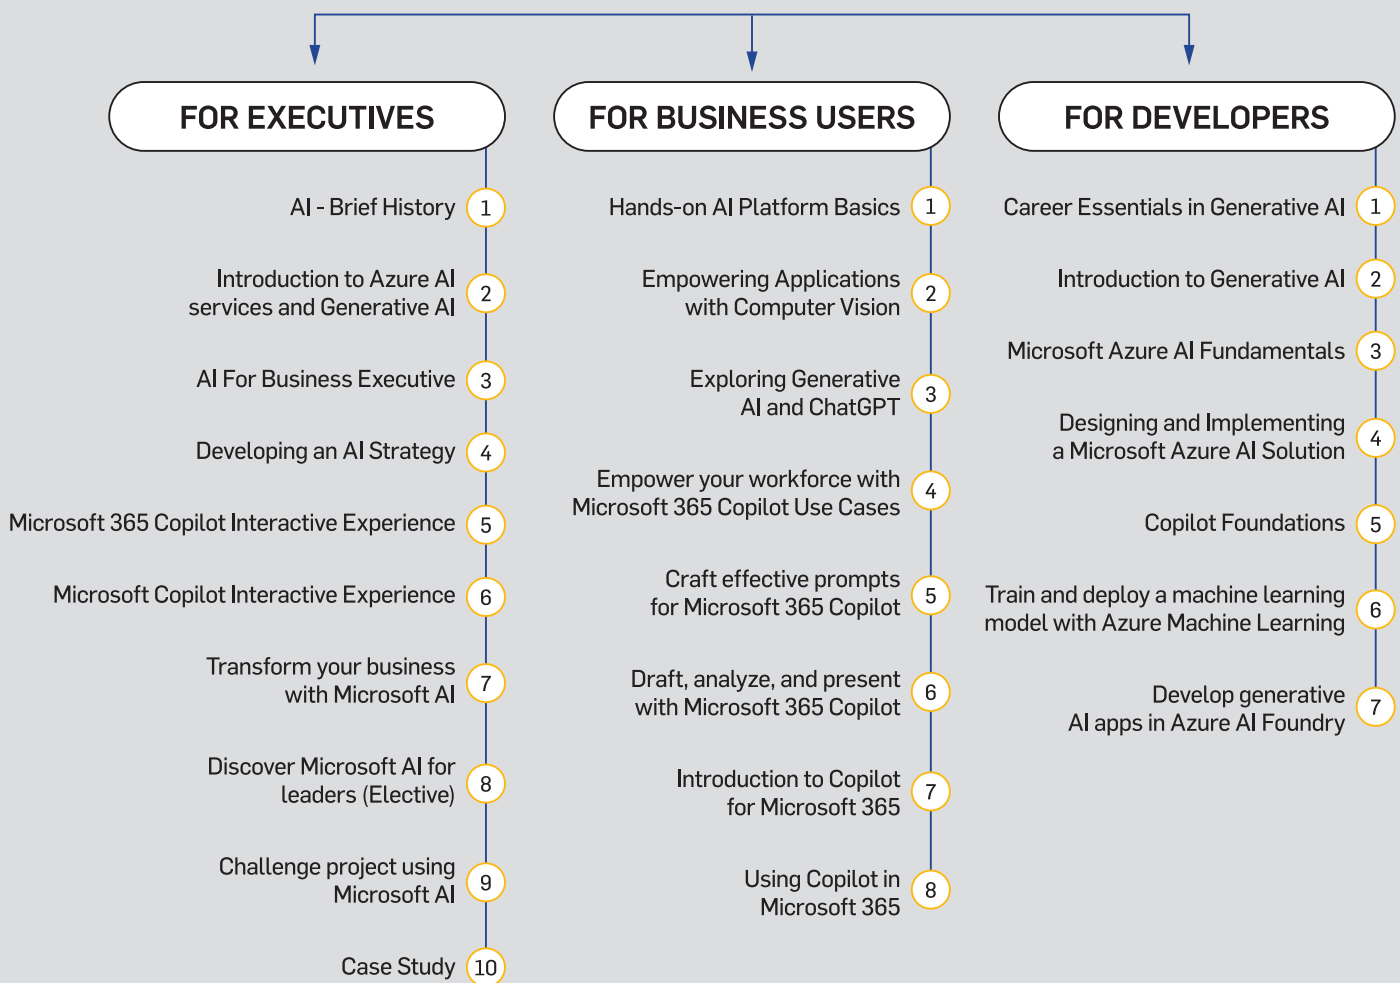 FOR EXECUTIVES
AI - Brief History
1
Introduction to Azure AI
services and Generative AI
2
AI For Business Executive
3
Developing an AI Strategy
4
Microsoft 365 Copilot Interactive Experience
5
Microsoft Copilot Interactive Experience
6
Transform your business
with Microsoft AI
7
Discover Microsoft AI for
leaders (Elective)
8
Challenge project using
Microsoft AI
9
Case Study
10
FOR BUSINESS USERS
Hands-on AI Platform Basics
1
Empowering Applications
with Computer Vision
2
Exploring Generative
AI and ChatGPT
3
Empower your workforce with
Microsoft 365 Copilot Use Cases
4
Craft effective prompts
for Microsoft 365 Copilot
5
Draft, analyze, and present
with Microsoft 365 Copilot
6
Introduction to Copilot
for Microsoft 365
7
Using Copilot in
Microsoft 365
8
FOR DEVELOPERS
Career Essentials in Generative AI
1
Introduction to Generative AI
2
Microsoft Azure AI Fundamentals
3
Designing and Implementing
a Microsoft Azure AI Solution
4
Copilot Foundations
5
Train and deploy a machine learning
model with Azure Machine Learning
6
Develop generative
AI apps in Azure AI Foundry
7